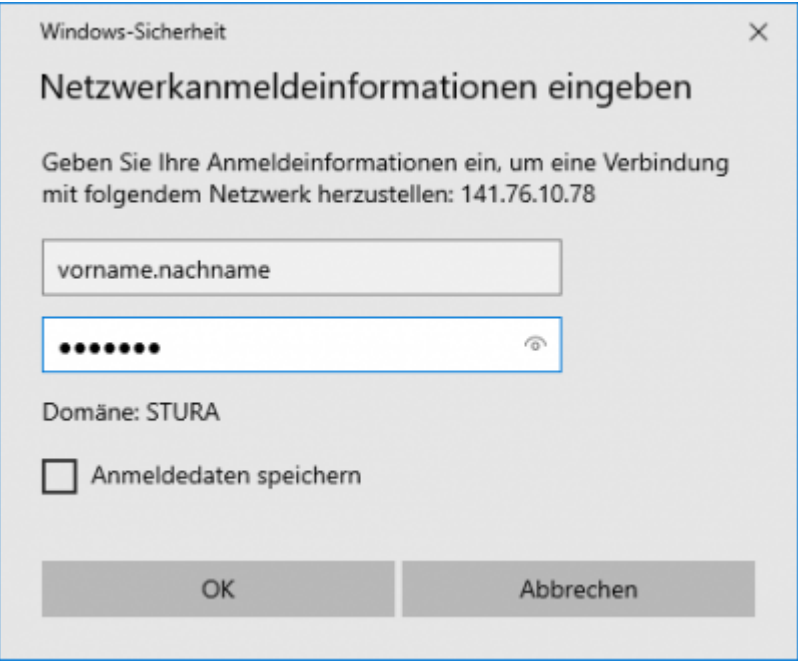 Windows-Sicherheit
Netzwerkanmeldeinformationen eingeben
Geben Sie Ihre Anmeldeinformationen ein, um eine Verbindung
mit folgendem Netzwerk herzustellen: 141.76.10.78
vorname.nachname
•••••••
Domäne: STURA
Anmeldedaten speichern
OK
Abbrechen